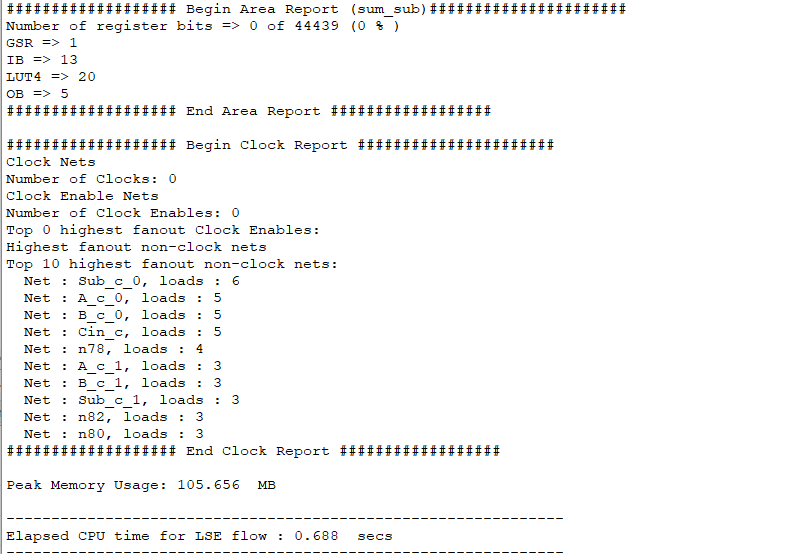 ################### Begin Area Report (sum_sub)######################
Number of register bits => 0 of 44439 (0 % )
GSR => 1
IB => 13
LUT4 => 20
OB => 5
################### End Area Report ##################
################### Begin Clock Report ######################
Clock Nets
Number of Clocks: 0
Clock Enable Nets
Number of Clock Enables: 0
Top 0 highest fanout Clock Enables:
Highest fanout non-clock nets
Top 10 highest fanout non-clock nets:
  Net : Sub_c_0, loads : 6
  Net : A_c_0, loads : 5
  Net : B_c_0, loads : 5
  Net : Cin_c, loads : 5
  Net : n78, loads : 4
  Net : A_c_1, loads : 3
  Net : B_c_1, loads : 3
  Net : Sub_c_1, loads : 3
  Net : n82, loads : 3
  Net : n80, loads : 3
################### End Clock Report ##################
Peak Memory Usage: 105.656  MB
--------------------------------------------------------------
Elapsed CPU time for LSE flow : 0.688  secs
--------------------------------------------------------------